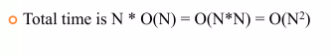 Total time is N * O(N) = O(N*N) = O(N²)